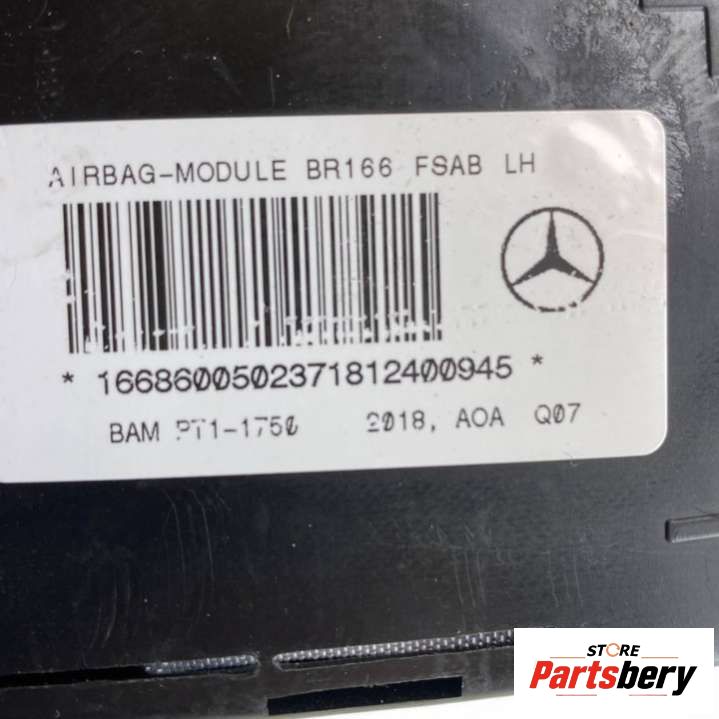 AIRBAG-MODULE BR166 FSAB LH
* 1668600502371812400945 *
BAM PT1-1750 2018, AOA Q07
STORE
Partsbery